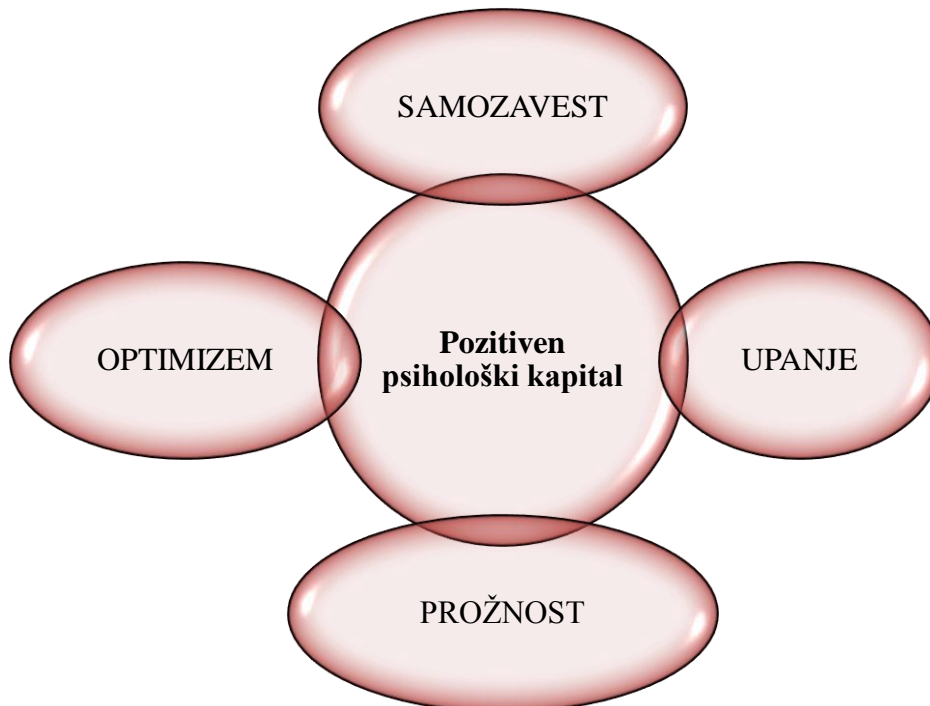 SAMOZAVEST
OPTIMIZEM
Pozitiven
psihološki kapital
UPANJE
PROŽNOST